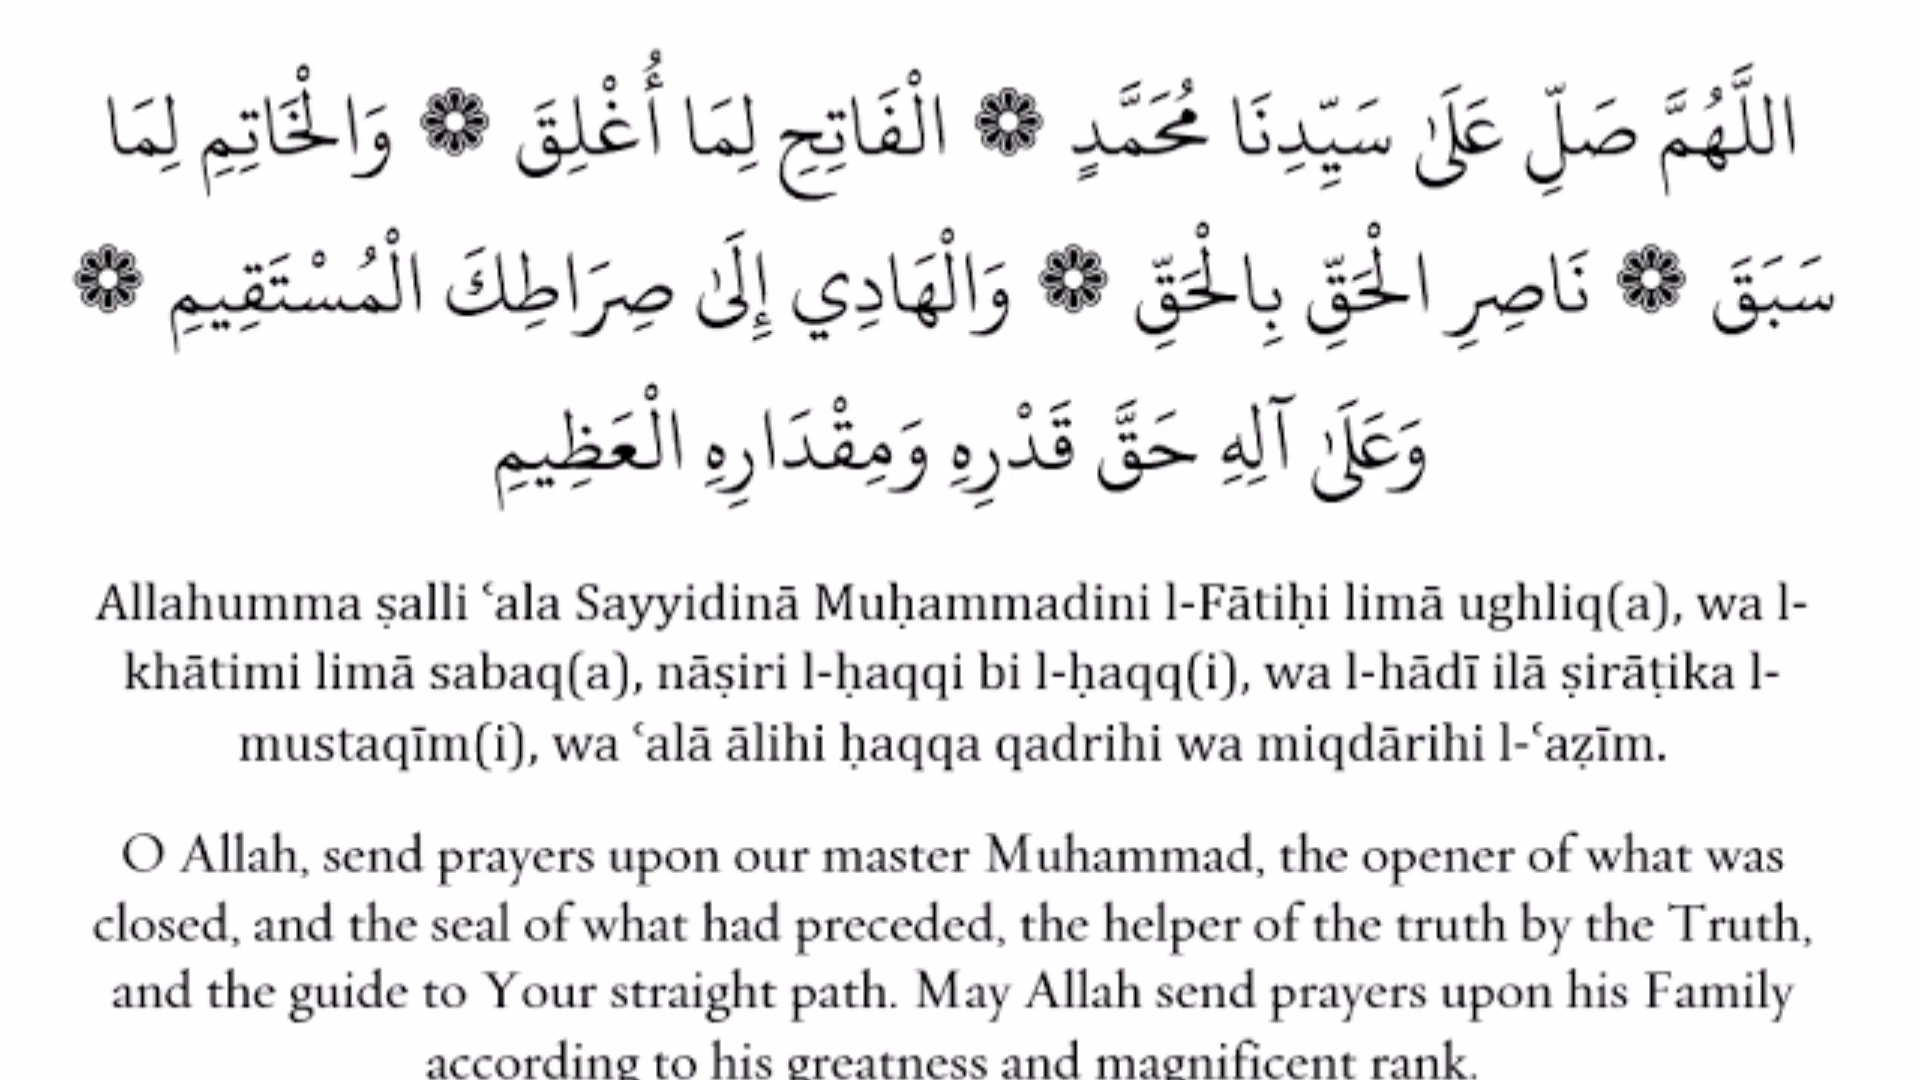 اللَّهُمَّ صَلِّ عَلَىٰ سَيِّدِنَا مُحَمَّدٍ ❁ الْفَاتِحِ لِمَا أُغْلِقَ ❁ وَالْخَاتِمِ لِمَا
سَبَقَ ❁ نَاصِرِ الْحَقِّ بِالْحَقِّ ❁ وَالْهَادِي إِلَىٰ صِرَاطِكَ الْمُسْتَقِيمِ ❁
وَعَلَىٰ آلِهِ حَقَّ قَدْرِهِ وَمِقْدَارِهِ الْعَظِيمِ
Allahumma ṣalli ʿala Sayyidinā Muḥammadini l-Fātiḥi limā ughliq(a), wa l-
khātimi limā sabaq(a), nāṣiri l-ḥaqqi bi l-ḥaqq(i), wa l-hādī ilā ṣirāṭika l-
mustaqīm(i), wa ʿalā ālihi ḥaqqa qadrihi wa miqdārihi l-ʿaẓīm.
O Allah, send prayers upon our master Muhammad, the opener of what was
closed, and the seal of what had preceded, the helper of the truth by the Truth,
and the guide to Your straight path. May Allah send prayers upon his Family
according to his greatness and magnificent rank.